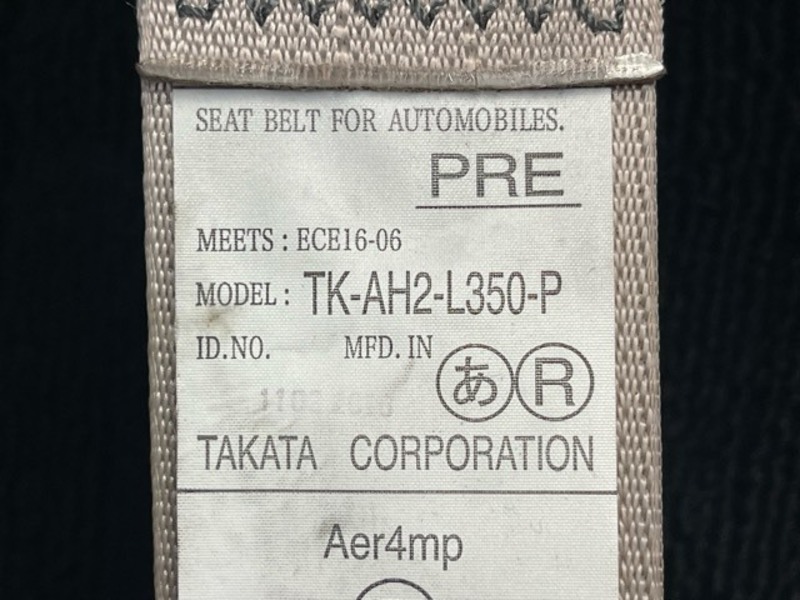 SEAT BELT FOR AUTOMOBILES.
PRE
MEETS : ECE16-06
MODEL : TK-AH2-L350-P
ID.NO. MFD. IN
あ R
TAKATA CORPORATION
Aer4mp